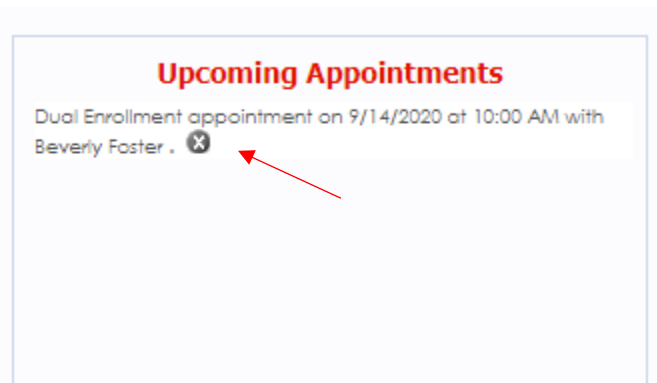 Upcoming Appointments
Dual Enrollment appointment on 9/14/2020 at 10:00 AM with
Beverly Foster .